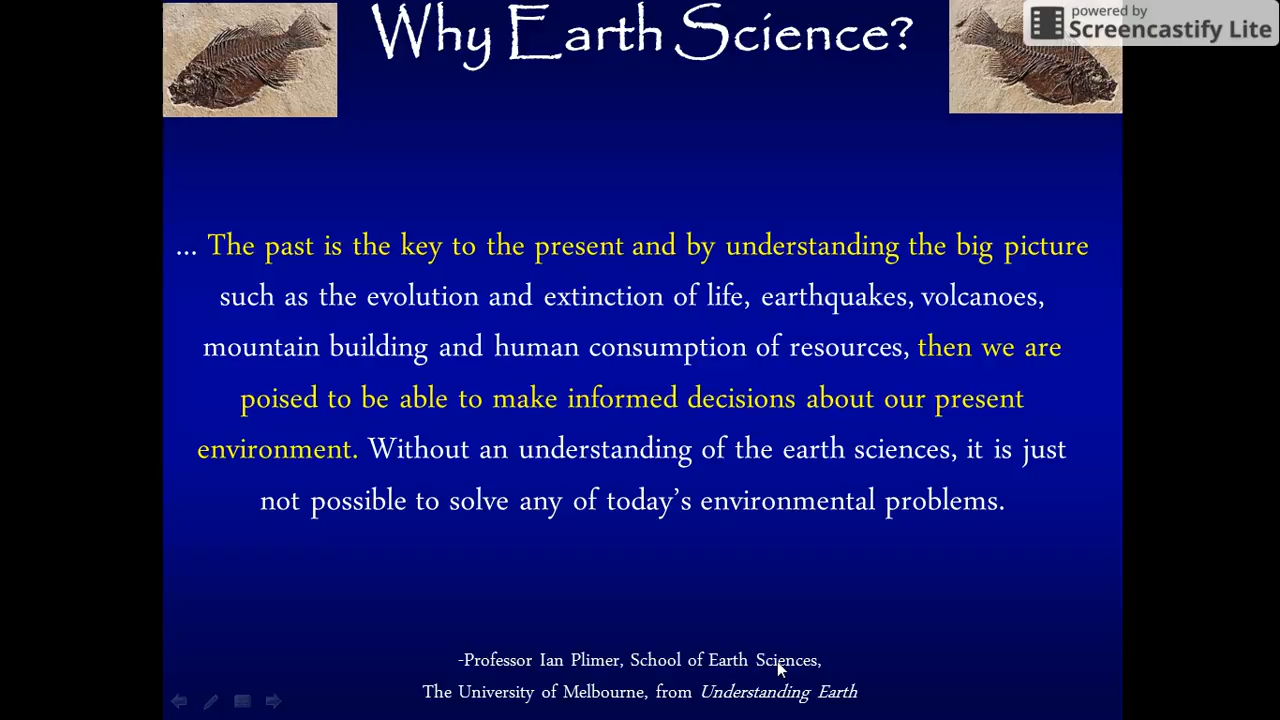 Why Earth Science?
powered by
Screencastify Lite
... The past is the key to the present and by understanding the big picture
such as the evolution and extinction of life, earthquakes, volcanoes,
mountain building and human consumption of resources, then we are
poised to be able to make informed decisions about our present
environment. Without an understanding of the earth sciences, it is just
not possible to solve any of today’s environmental problems.
-Professor Ian Plimer, School of Earth Sciences,
The University of Melbourne, from Understanding Earth